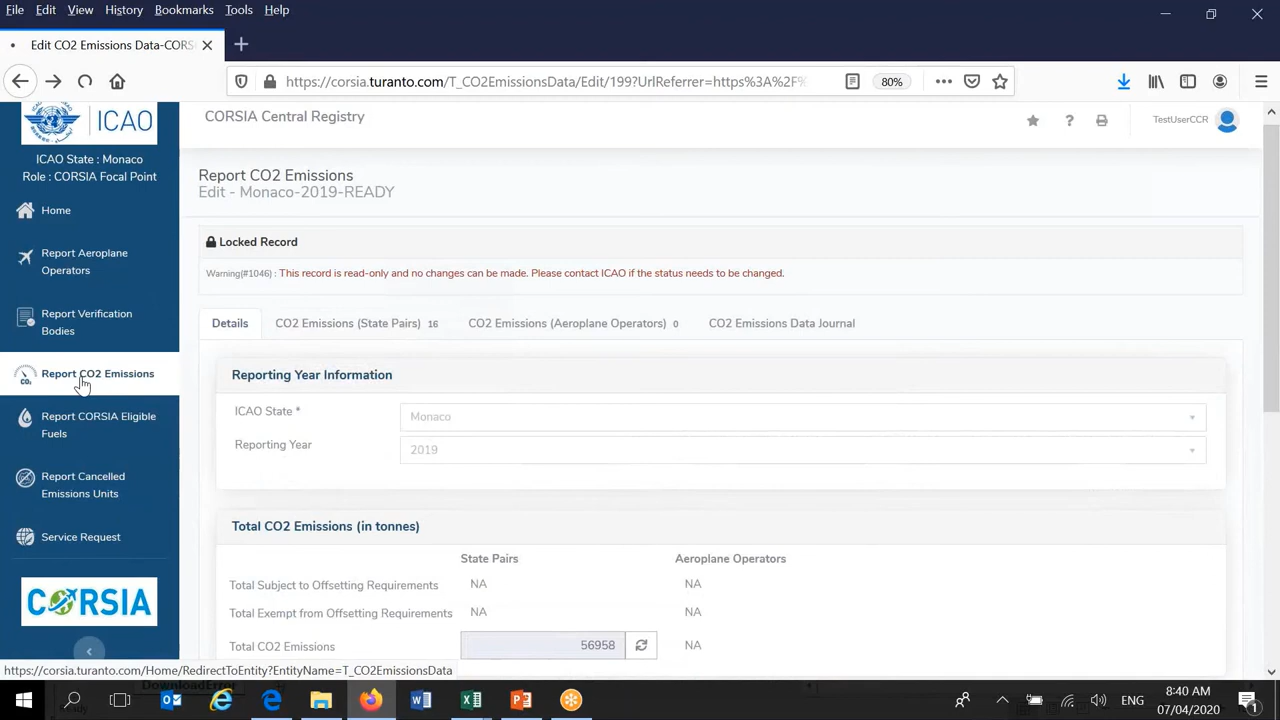 File Edit View History Bookmarks Tools Help
Edit CO2 Emissions Data-CORS
https://corsia.turanto.com/T_CO2EmissionsData/Edit/199?UrlReferrer=https%3A%2F%
80%
ICAO
ICAO State : Monaco
Role : CORSIA Focal Point
Home
Report Aeroplane
Operators
Report Verification
Bodies
CO2
Report CO2 Emissions
Report CORSIA Eligible
Fuels
Report Cancelled
Emissions Units
Service Request
CORSIA
CORSIA Central Registry
? TestUserCCR
Report CO2 Emissions
Edit - Monaco-2019-READY
Locked Record
Warning(#1046) : This record is read-only and no changes can be made. Please contact ICAO if the status needs to be changed.
Details CO2 Emissions (State Pairs) 16 CO2 Emissions (Aeroplane Operators) 0 CO2 Emissions Data Journal
Reporting Year Information
ICAO State * Monaco
Reporting Year 2019
Total CO2 Emissions (in tonnes)
State Pairs Aeroplane Operators
Total Subject to Offsetting Requirements NA NA
Total Exempt from Offsetting Requirements NA NA
Total CO2 Emissions 56958 NA
https://corsia.turanto.com/Home/RedirectToEntity?EntityName=T_CO2EmissionsData
DownloadError
Ready
ENG
8:40 AM
07/04/2020
1